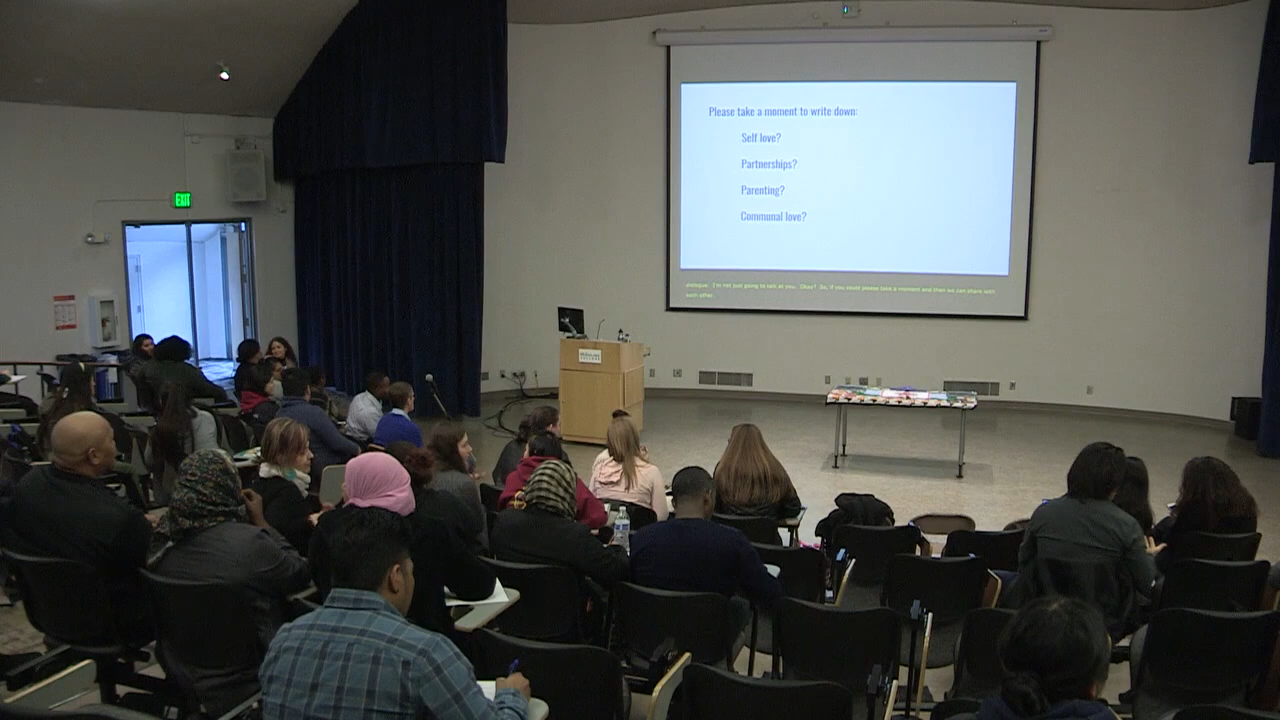 Please take a moment to write down:
Self love?
Partnerships?
Parenting?
Communal love?
dialogue. I'm not just going to talk at you. Okay? So, if you could please take a moment and then we can share with
each other.
EXIT